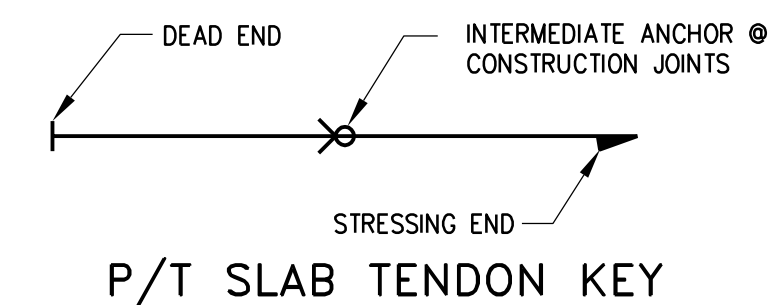 DEAD END
INTERMEDIATE ANCHOR @
CONSTRUCTION JOINTS
STRESSING END
P/T SLAB TENDON KEY